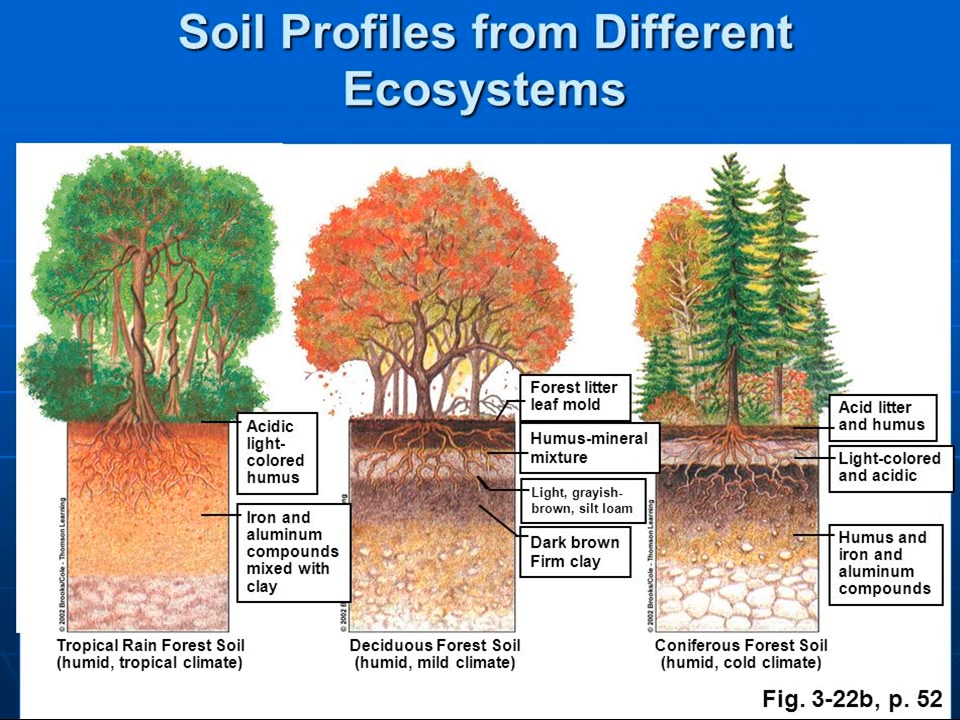 Soil Profiles from Different
Ecosystems
Acidic
light-
colored
humus
Iron and
aluminum
compounds
mixed with
clay
© 2002 Brooks/Cole - Thomson Learning
Tropical Rain Forest Soil
(humid, tropical climate)
Forest litter
leaf mold
Humus-mineral
mixture
Light, grayish-
brown, silt loam
Dark brown
Firm clay
© 2002 B
ng
Deciduous Forest Soil
(humid, mild climate)
Acid litter
and humus
Light-colored
and acidic
Humus and
iron and
aluminum
compounds
© 2002 Brooks/Cole - Thomson Learning
Coniferous Forest Soil
(humid, cold climate)
Fig. 3-22b, p. 52